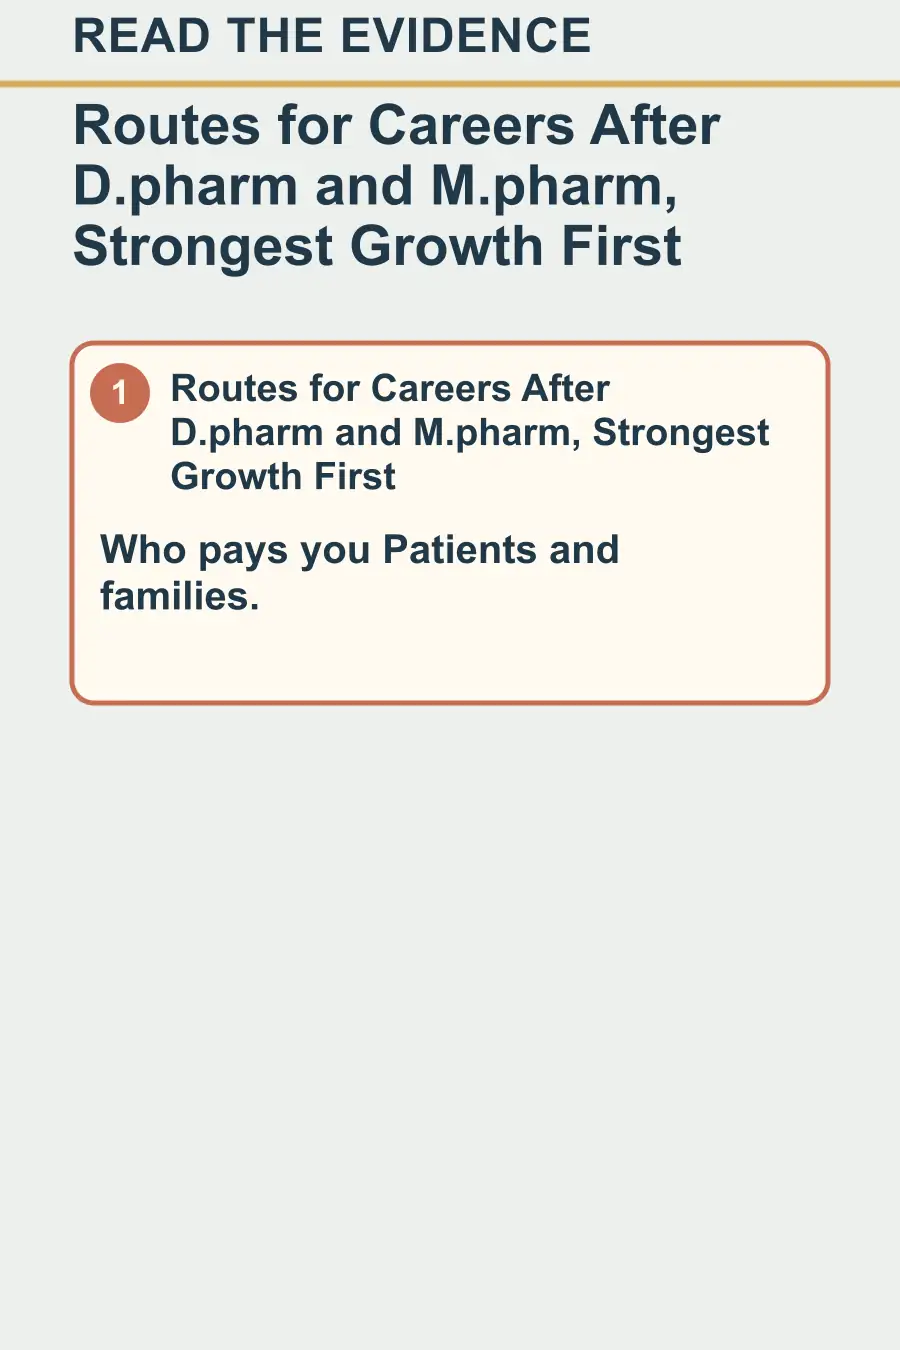 READ THE EVIDENCE
Routes for Careers After
D.pharm and M.pharm,
Strongest Growth First
1
Routes for Careers After
D.pharm and M.pharm, Strongest
Growth First
Who pays you Patients and
families.